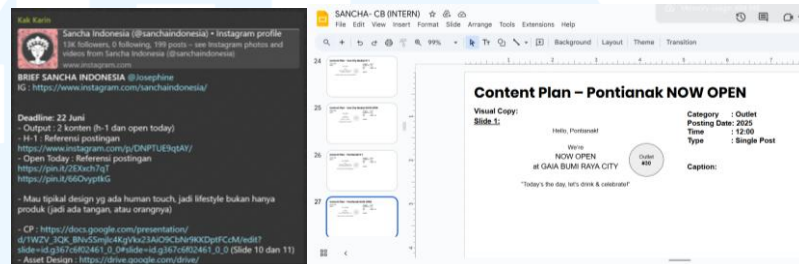 Kak Karin
Sancha Indonesia (@sanchaindonesia) • Instagram profile
13K followers, 0 following, 199 posts – see Instagram photos and
videos from Sancha Indonesia (@sanchaindonesia)
www.instagram.com
BRIEF SANCHA INDONESIA @Josephine
IG : https://www.instagram.com/sanchaindonesia/
Deadline: 22 Juni
- Output : 2 konten (h-1 dan open today)
- H-1 : Referensi postingan
https://www.instagram.com/p/DNPTUE9qtAY/
- Open Today : Referensi postingan
https://pin.it/2EXxch7qT
https://pin.it/66OvyptkG
- Mau tipikal design yg ada human touch, jadi lifestyle bukan hanya
produk (jadi ada tangan, atau orangnya)
- CP : https://docs.google.com/presentation/
slide=id.g367c6f02461_0_0#slide=id.g367c6f02461_0_0 (Slide 10 dan 11)
- Asset Design : https://drive.google.com/drive/
SANCHA- CB (INTERN)
File Edit View Insert Format Slide Arrange Tools Extensions Help
99%
Background Layout Theme Transition
24
25
26
27
Content Plan – Pontianak NOW OPEN
Visual Copy:
Slide 1:
Hello, Pontianak!
We're
NOW OPEN
at GAIA BUMI RAYA CITY
"Today's the day, let's drink & celebrate!"
Outlet
#30
Category : Outlet
Posting Date: 2025
Time : 12:00
Type : Single Post
Caption: